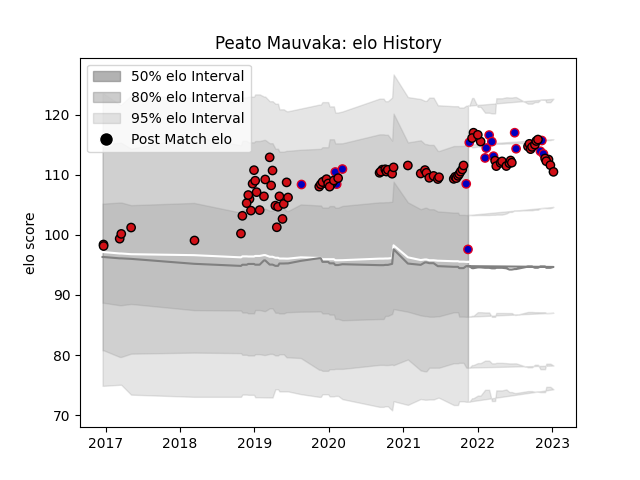 Peato Mauvaka: elo History
50% elo Interval
80% elo Interval
95% elo Interval
Post Match elo
elo score
120
110
100
90
80
70
2017 2018 2019 2020 2021 2022 2023